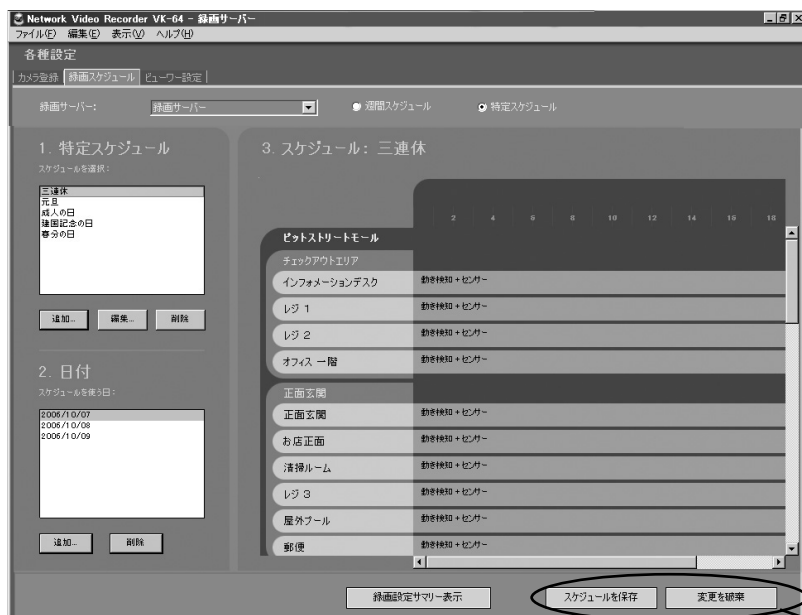 Network Video Recorder VK-64 - 録画サーバー
ファイル(F) 編集(E) 表示(V) ヘルプ(H)
各種設定
カメラ登録 録画スケジュール ビューワー設定
録画サーバー: 録画サーバー 週間スケジュール 特定スケジュール
1. 特定スケジュール
スケジュールを選択:
三連休
元旦
成人の日
建国記念の日
春分の日
追加... 編集... 削除
2. 日付
スケジュールを使う日:
2006/10/07
2006/10/08
2006/10/09
追加... 削除
3. スケジュール: 三連休
2 4 6 8 10 12 14 16 18
ピットストリートモール
チェックアウトエリア
インフォメーションデスク 動き検知 + センサー
レジ 1 動き検知 + センサー
レジ 2 動き検知 + センサー
オフィス 一階 動き検知 + センサー
正面玄関
正面玄関 動き検知 + センサー
お店正面 動き検知 + センサー
清掃ルーム 動き検知 + センサー
レジ 3 動き検知 + センサー
屋外プール 動き検知 + センサー
郵便 動き検知 + センサー
録画設定サマリー表示 スケジュールを保存 変更を破棄